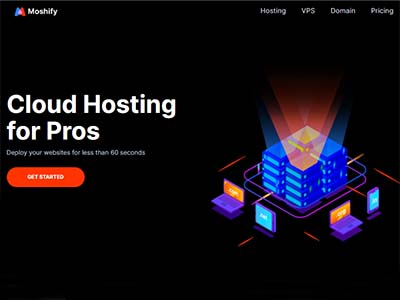 Moshify
Hosting VPS Domain Pricing
Cloud Hosting
for Pros
Deploy your websites for less than 60 seconds
GET STARTED